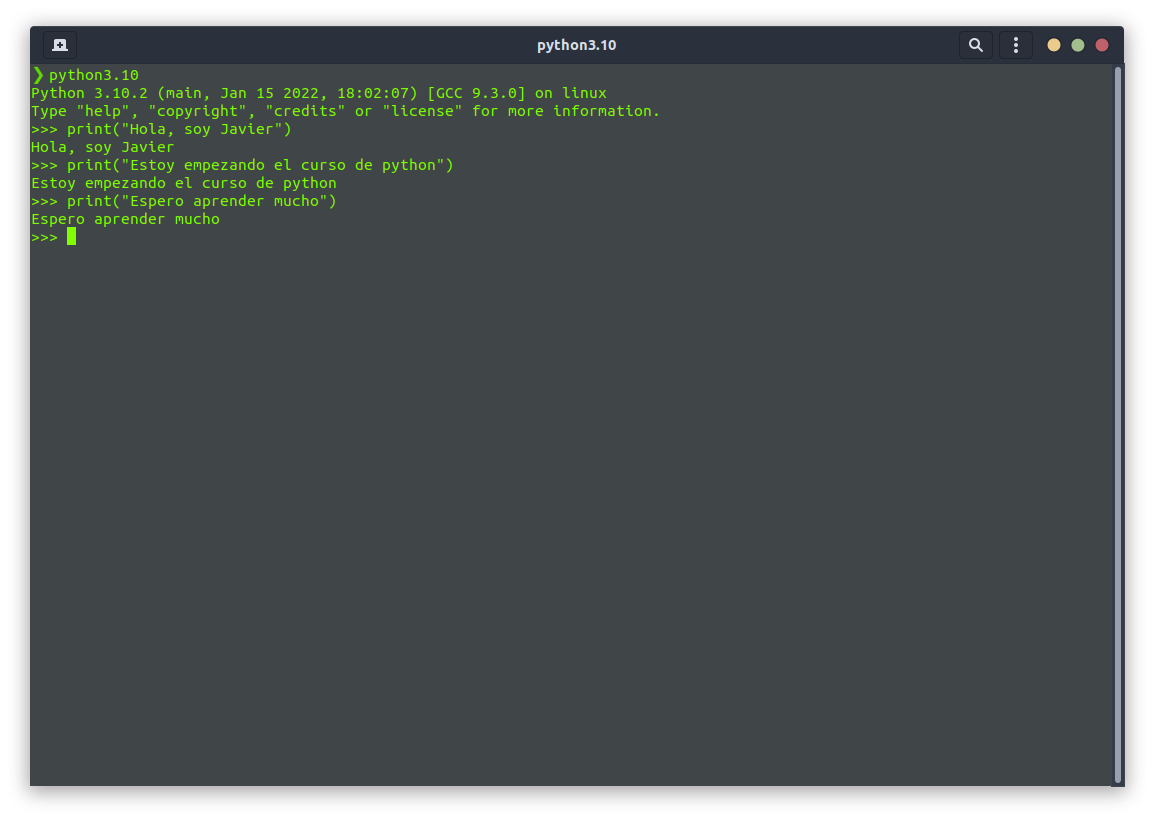 python3.10
❯ python3.10
Python 3.10.2 (main, Jan 15 2022, 18:02:07) [GCC 9.3.0] on linux
Type "help", "copyright", "credits" or "license" for more information.
>>> print("Hola, soy Javier")
Hola, soy Javier
>>> print("Estoy empezando el curso de python")
Estoy empezando el curso de python
>>> print("Espero aprender mucho")
Espero aprender mucho
>>>